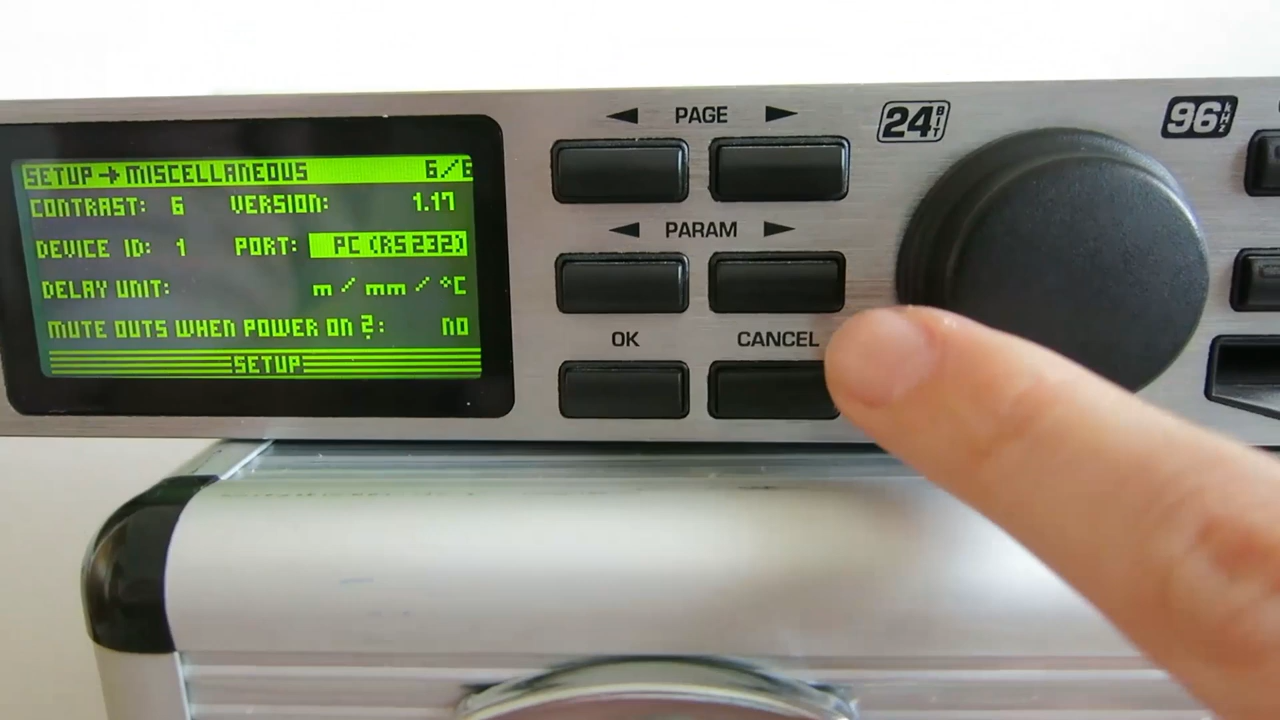 SETUP → MISCELLANEOUS 6/6
CONTRAST: 6 VERSION: 1.17
DEVICE ID: 1 PORT: PC (RS232)
DELAY UNIT: m / mm / °C
MUTE OUTS WHEN POWER ON ?: NO
SETUP
◄ PAGE ►
◄ PARAM ►
OK CANCEL
24 BIT
96 kHz